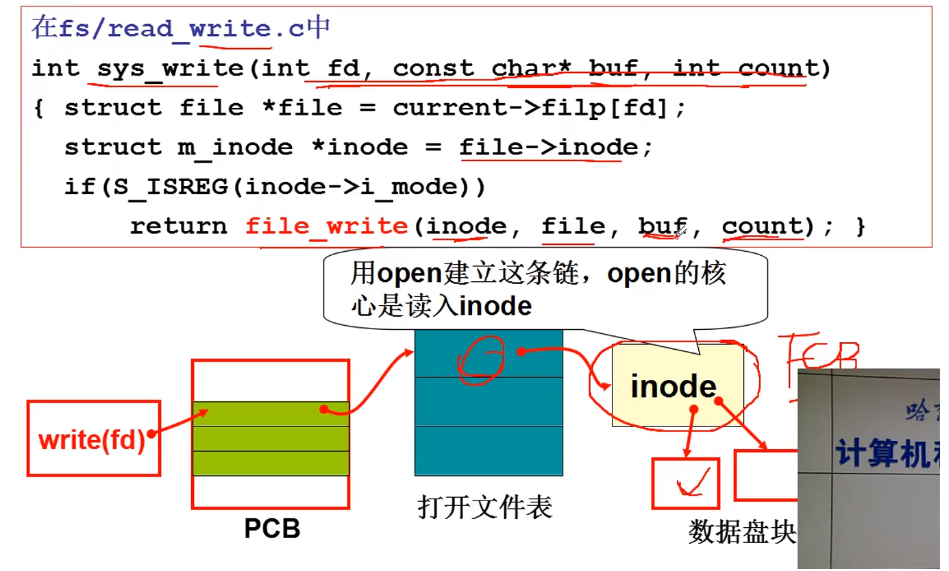 在fs/read_write.c中
int sys_write(int fd, const char* buf, int count)
{ struct file *file = current->filp[fd];
struct m_inode *inode = file->inode;
if(S_ISREG(inode->i_mode))
return file_write(inode, file, buf, count); }
用open建立这条链，open的核
心是读入inode
FCB
inode
write(fd)
PCB
打开文件表
数据盘块
哈
计算机